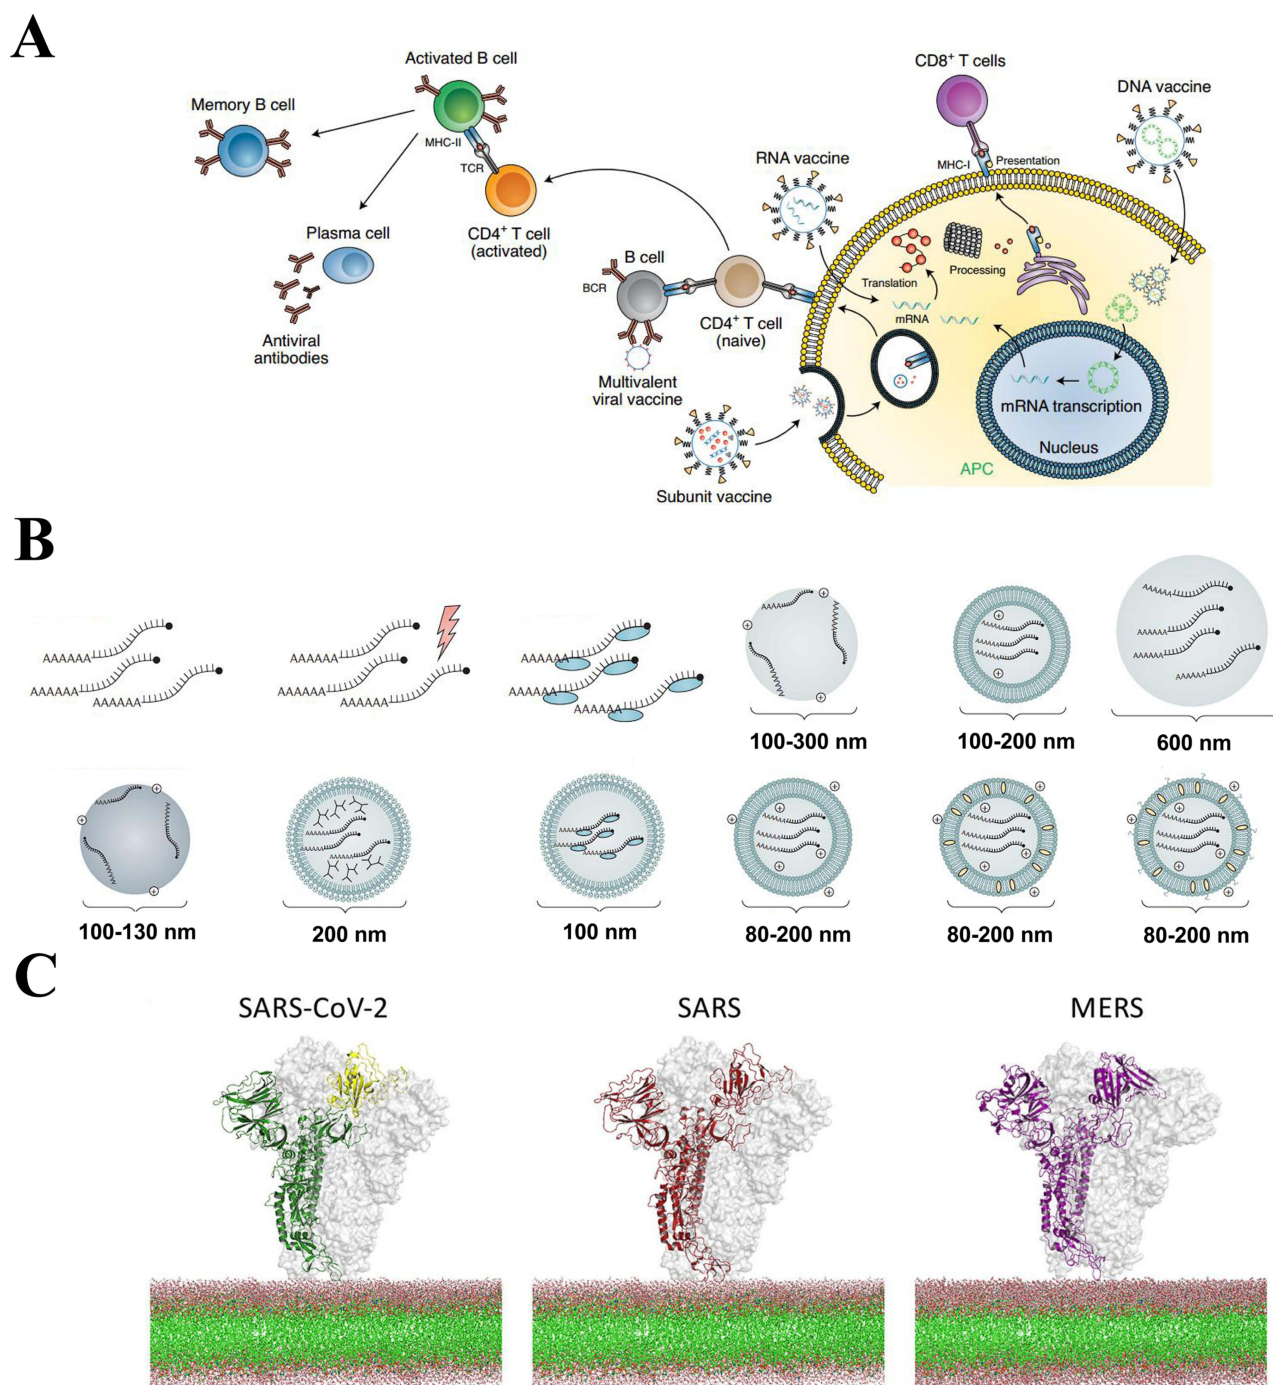 A
Activated B cell
Memory B cell
MHC-II
TCR
CD4+ T cell
(activated)
Plasma cell
Antiviral
antibodies
B cell
BCR
CD4+ T cell
(naive)
Multivalent
viral vaccine
Subunit vaccine
RNA vaccine
CD8+ T cells
MHC-I
Presentation
DNA vaccine
Translation
Processing
mRNA
mRNA transcription
Nucleus
APC
B
100-300 nm
100-200 nm
600 nm
100-130 nm
200 nm
100 nm
80-200 nm
80-200 nm
80-200 nm
C
SARS-CoV-2
SARS
MERS